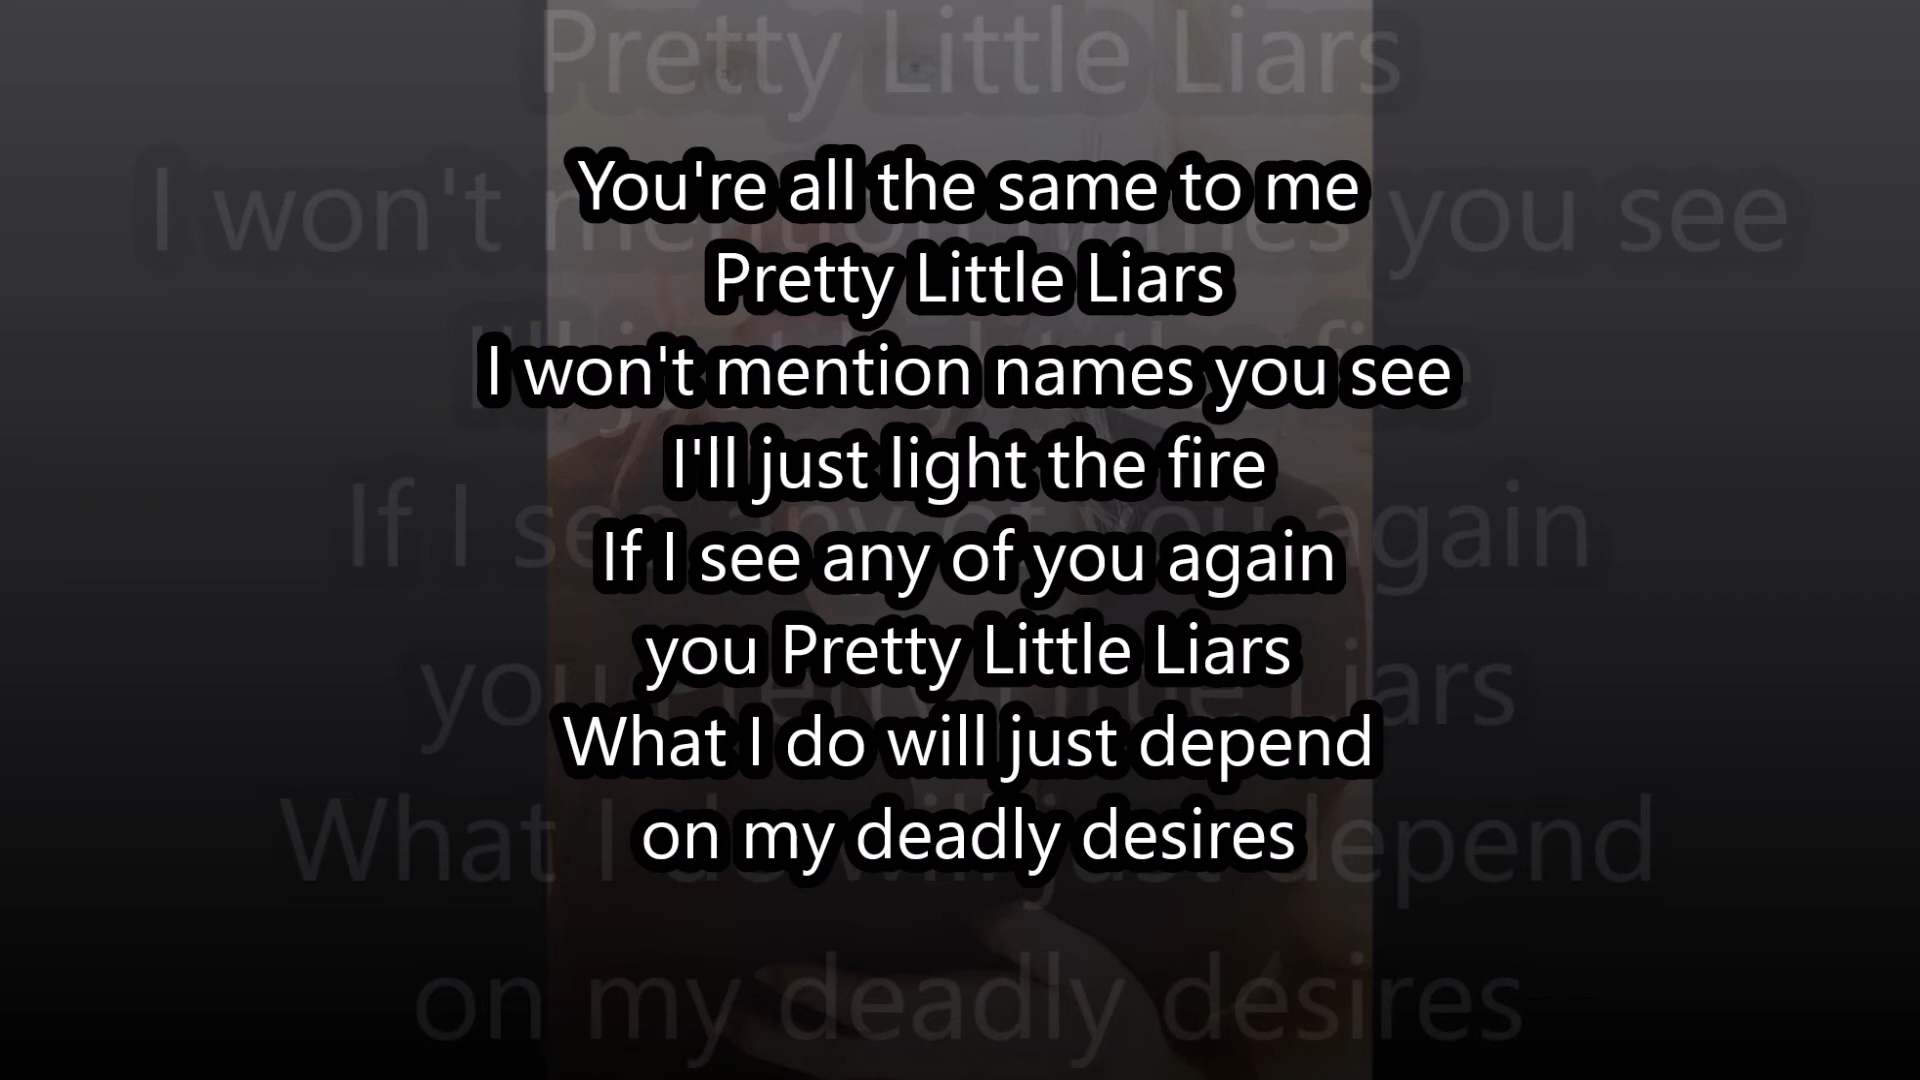 You're all the same to me
Pretty Little Liars
I won't mention names you see
I'll just light the fire
If I see any of you again
you Pretty Little Liars
What I do will just depend
on my deadly desires